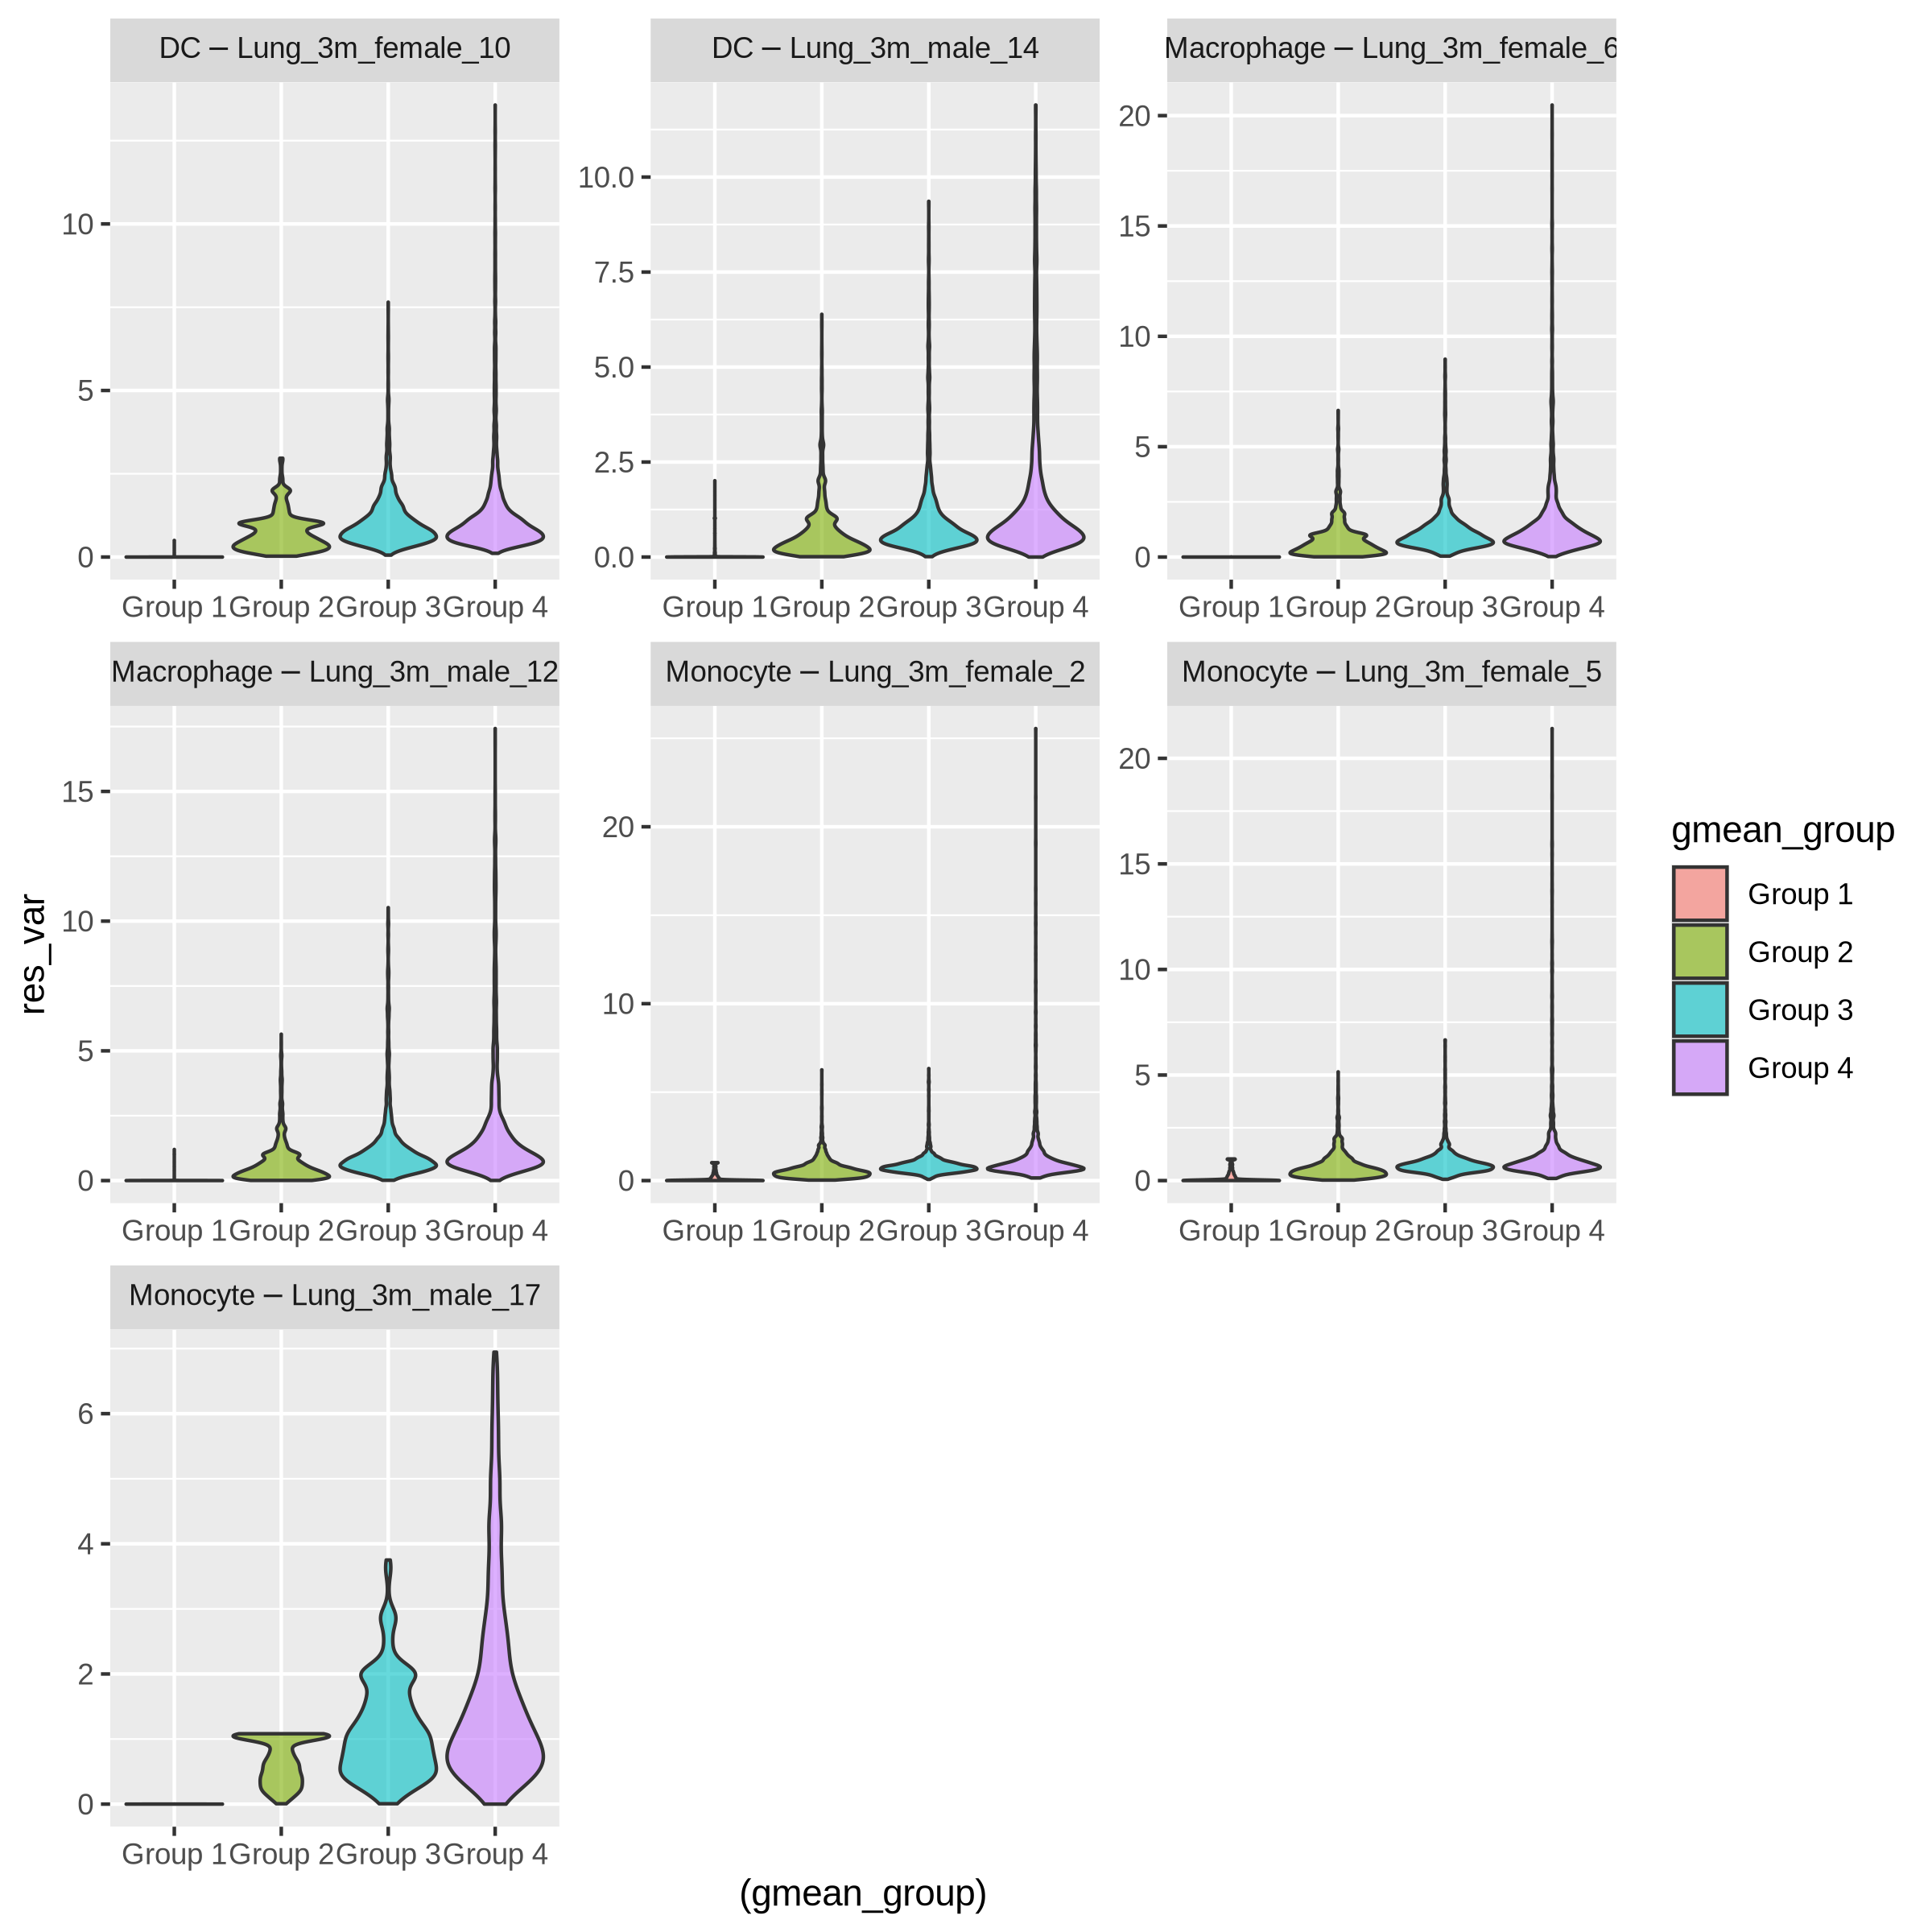 DC – Lung_3m_female_10
DC – Lung_3m_male_14
Macrophage – Lung_3m_female_6
10
5
0
10.0
7.5
5.0
2.5
0.0
20
15
10
5
0
Group 1 Group 2 Group 3 Group 4
Group 1 Group 2 Group 3 Group 4
Group 1 Group 2 Group 3 Group 4
Macrophage – Lung_3m_male_12
Monocyte – Lung_3m_female_2
Monocyte – Lung_3m_female_5
15
10
5
0
20
10
0
20
15
10
5
0
Group 1 Group 2 Group 3 Group 4
Group 1 Group 2 Group 3 Group 4
Group 1 Group 2 Group 3 Group 4
Monocyte – Lung_3m_male_17
6
4
2
0
Group 1 Group 2 Group 3 Group 4
res_var
(gmean_group)
gmean_group
Group 1
Group 2
Group 3
Group 4